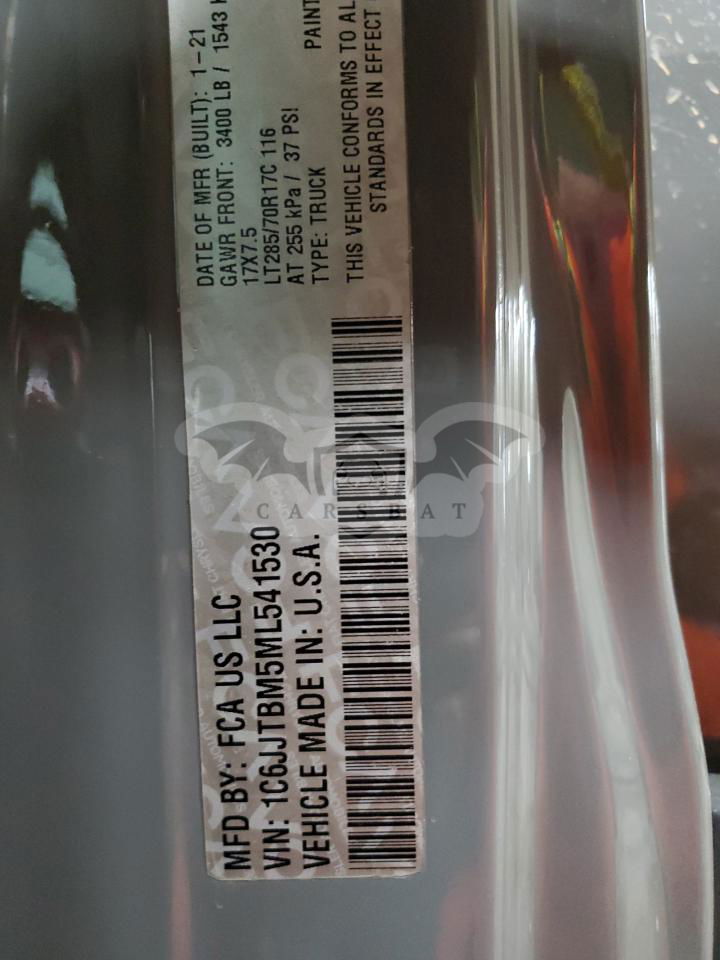 MFD BY: FCA US LLC
VIN: 1C6JJTBM5ML541530
VEHICLE MADE IN: U.S.A.
DATE OF MFR (BUILT): 1-21
GAWR FRONT: 3400 LB / 1543
17X7.5
LT285/70R17C 116
AT 255 kPa / 37 PSI
TYPE: TRUCK
PAINT
THIS VEHICLE CONFORMS TO
STANDARDS IN EFFECT
CARSBAT